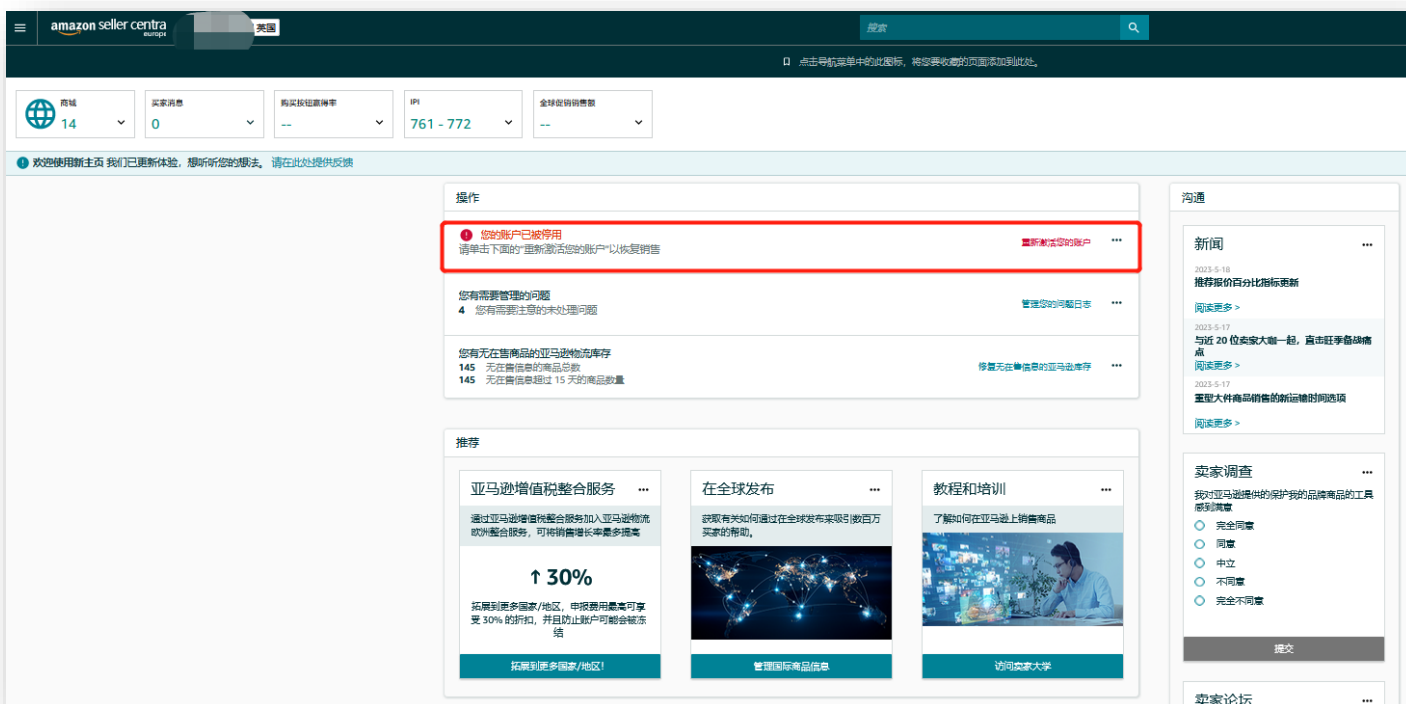 amazon seller centra
europe
英国
搜索
点击导航菜单中的此图标，将您要收藏的页面添加到此处。
商城
14
买家消息
0
购买按钮赢得率
--
IPI
761 - 772
全球促销销售额
--
欢迎使用新主页 我们已更新体验，想听听您的想法。 请在此处提供反馈
操作
您的账户已被停用
请单击下面的“重新激活您的账户”以恢复销售
重新激活您的账户
您有需要管理的问题
4 您有需要注意的未处理问题
管理您的问题日志
您有无在售商品的亚马逊物流库存
145 无在售信息的商品总数
145 无在售信息超过 15 天的商品数量
修复无在售信息的亚马逊库存
推荐
亚马逊增值税整合服务
通过亚马逊增值税整合服务加入亚马逊物流
欧洲整合服务，可将销售增长率最多提高
↑ 30%
拓展到更多国家/地区，申报费用最高可享
受 30% 的折扣，并且防止账户可能会被冻
结
拓展到更多国家/地区!
在全球发布
获取有关如何通过在全球发布来吸引数百万
买家的帮助。
管理国际商品信息
教程和培训
了解如何在亚马逊上销售商品
访问卖家大学
沟通
新闻
2023-5-18
推荐报价百分比指标更新
阅读更多 >
2023-5-17
与近 20 位卖家大咖一起，直击旺季备战痛
点
阅读更多 >
2023-5-17
重型大件商品销售的新运输时间选项
阅读更多 >
卖家调查
我对亚马逊提供的保护我的品牌商品的工具
感到满意
完全同意
同意
中立
不同意
完全不同意
提交
卖家论坛